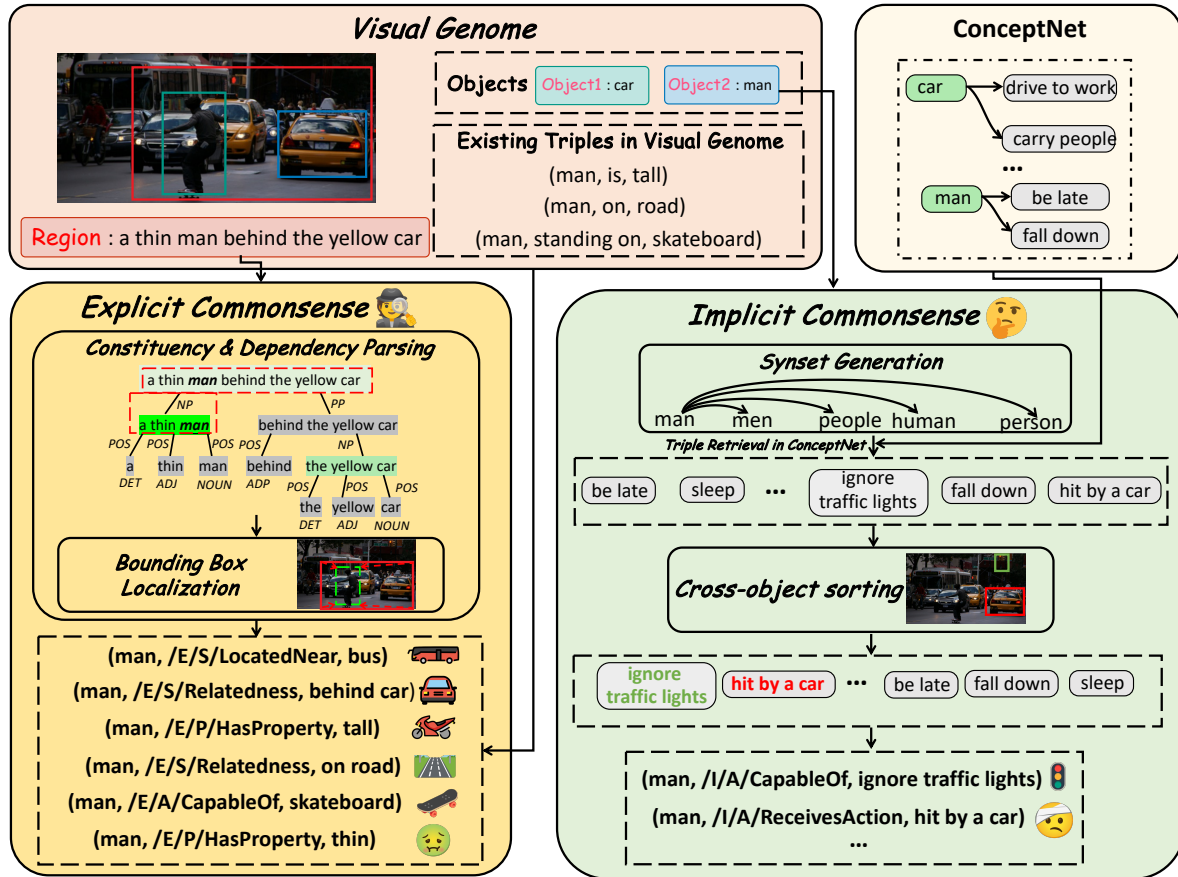 Visual Genome
Objects
Object1 : car
Object2 : man
Existing Triples in Visual Genome
(man, is, tall)
(man, on, road)
(man, standing on, skateboard)
Region : a thin man behind the yellow car
ConceptNet
car
drive to work
carry people
...
man
be late
fall down
Explicit Commonsense
Constituency & Dependency Parsing
a thin man behind the yellow car
NP
PP
a thin man
behind the yellow car
POS POS POS POS NP
a thin man behind the yellow car
DET ADJ NOUN ADP POS POS POS
the yellow car
DET ADJ NOUN
Bounding Box
Localization
(man, /E/S/LocatedNear, bus)
(man, /E/S/Relatedness, behind car)
(man, /E/P/HasProperty, tall)
(man, /E/S/Relatedness, on road)
(man, /E/A/CapableOf, skateboard)
(man, /E/P/HasProperty, thin)
Implicit Commonsense
Synset Generation
man men people human person
Triple Retrieval in ConceptNet
be late
sleep
...
ignore
traffic lights
fall down
hit by a car
Cross-object sorting
ignore
traffic lights
hit by a car
...
be late
fall down
sleep
(man, /I/A/CapableOf, ignore traffic lights)
(man, /I/A/ReceivesAction, hit by a car)
...